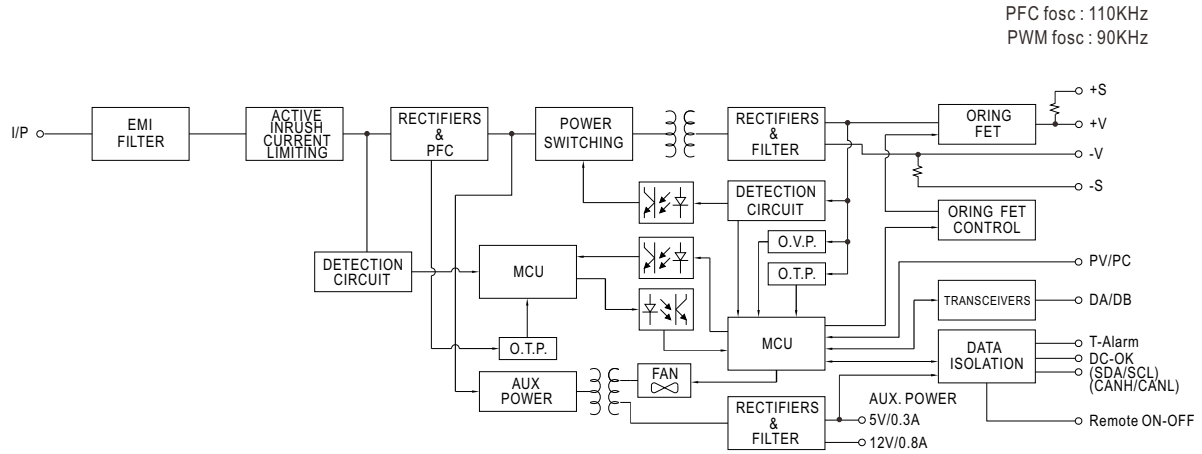 PFC fosc : 110KHz
PWM fosc : 90KHz
I/P
EMI
FILTER
ACTIVE
INRUSH
CURRENT
LIMITING
RECTIFIERS
&
PFC
POWER
SWITCHING
RECTIFIERS
&
FILTER
ORING
FET
+S
+V
-V
-S
DETECTION
CIRCUIT
ORING FET
CONTROL
O.V.P.
O.T.P.
PV/PC
DETECTION
CIRCUIT
MCU
TRANSCEIVERS
DA/DB
O.T.P.
MCU
DATA
ISOLATION
T-Alarm
DC-OK
(SDA/SCL)
(CANH/CANL)
AUX
POWER
FAN
RECTIFIERS
&
FILTER
AUX. POWER
5V/0.3A
12V/0.8A
Remote ON-OFF